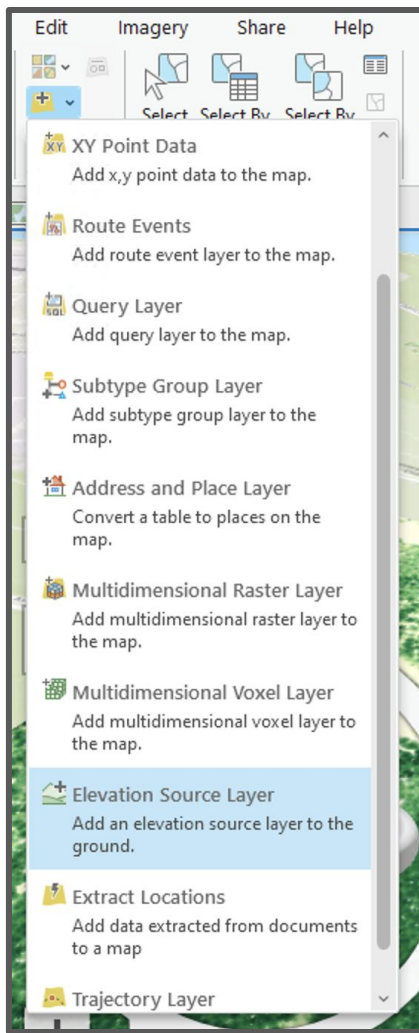 Edit Imagery Share Help
Select Select By Select By
XY Point Data
Add x,y point data to the map.
Route Events
Add route event layer to the map.
Query Layer
Add query layer to the map.
Subtype Group Layer
Add subtype group layer to the
map.
Address and Place Layer
Convert a table to places on the
map.
Multidimensional Raster Layer
Add multidimensional raster layer to
the map.
Multidimensional Voxel Layer
Add multidimensional voxel layer to
the map.
Elevation Source Layer
Add an elevation source layer to the
ground.
Extract Locations
Add data extracted from documents
to a map
Trajectory Layer